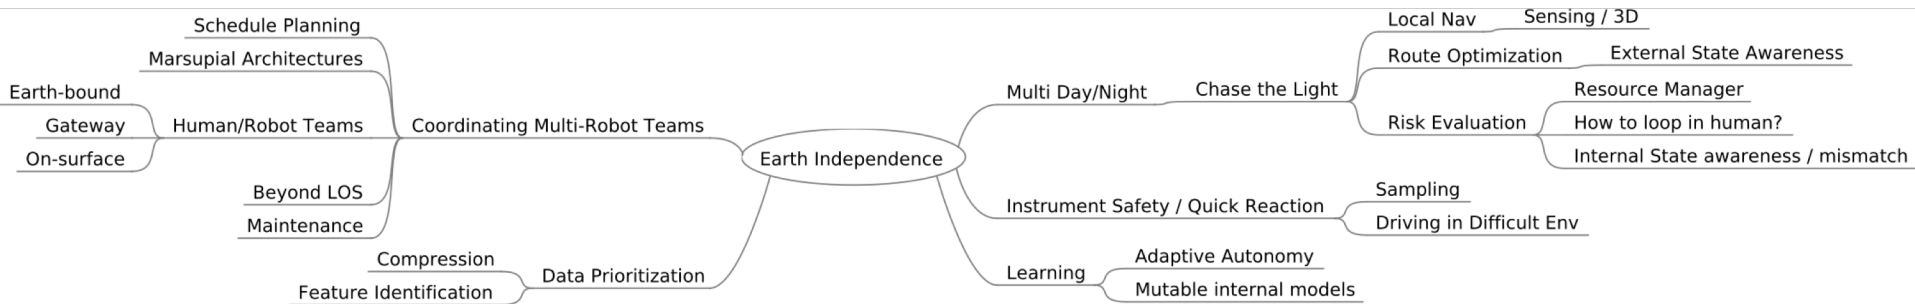 Schedule Planning
Marsupial Architectures
Earth-bound
Gateway
On-surface
Human/Robot Teams
Beyond LOS
Maintenance
Coordinating Multi-Robot Teams
Compression
Feature Identification
Data Prioritization
Earth Independence
Multi Day/Night
Chase the Light
Local Nav
Sensing / 3D
Route Optimization
External State Awareness
Risk Evaluation
Resource Manager
How to loop in human?
Internal State awareness / mismatch
Instrument Safety / Quick Reaction
Sampling
Driving in Difficult Env
Learning
Adaptive Autonomy
Mutable internal models